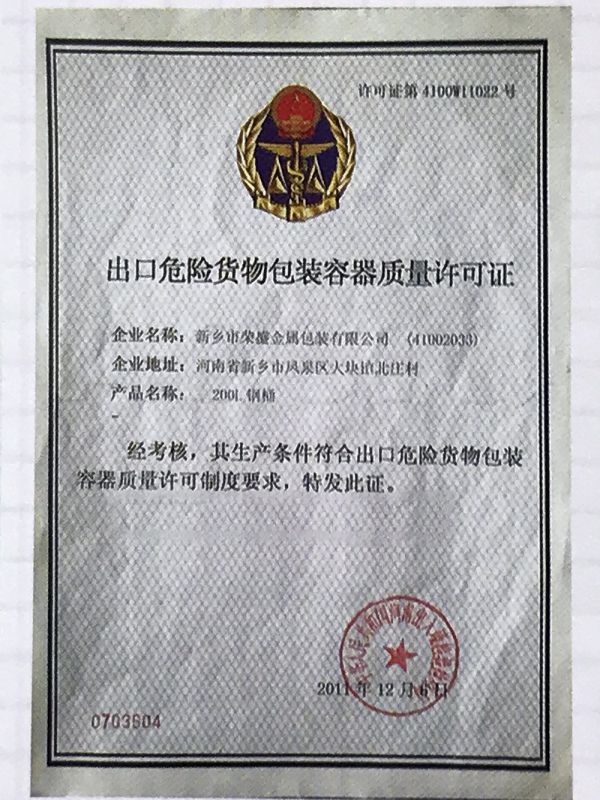 许可证第 4100W11022 号
出口危险货物包装容器质量许可证
企业名称：新乡市荣盛金属包装有限公司 （41002033）
企业地址：河南省新乡市凤泉区大块镇北庄村
产品名称：200L 钢桶
经考核，其生产条件符合出口危险货物包装
容器质量许可制度要求，特发此证。
2011 年 12 月 6 日
0703604